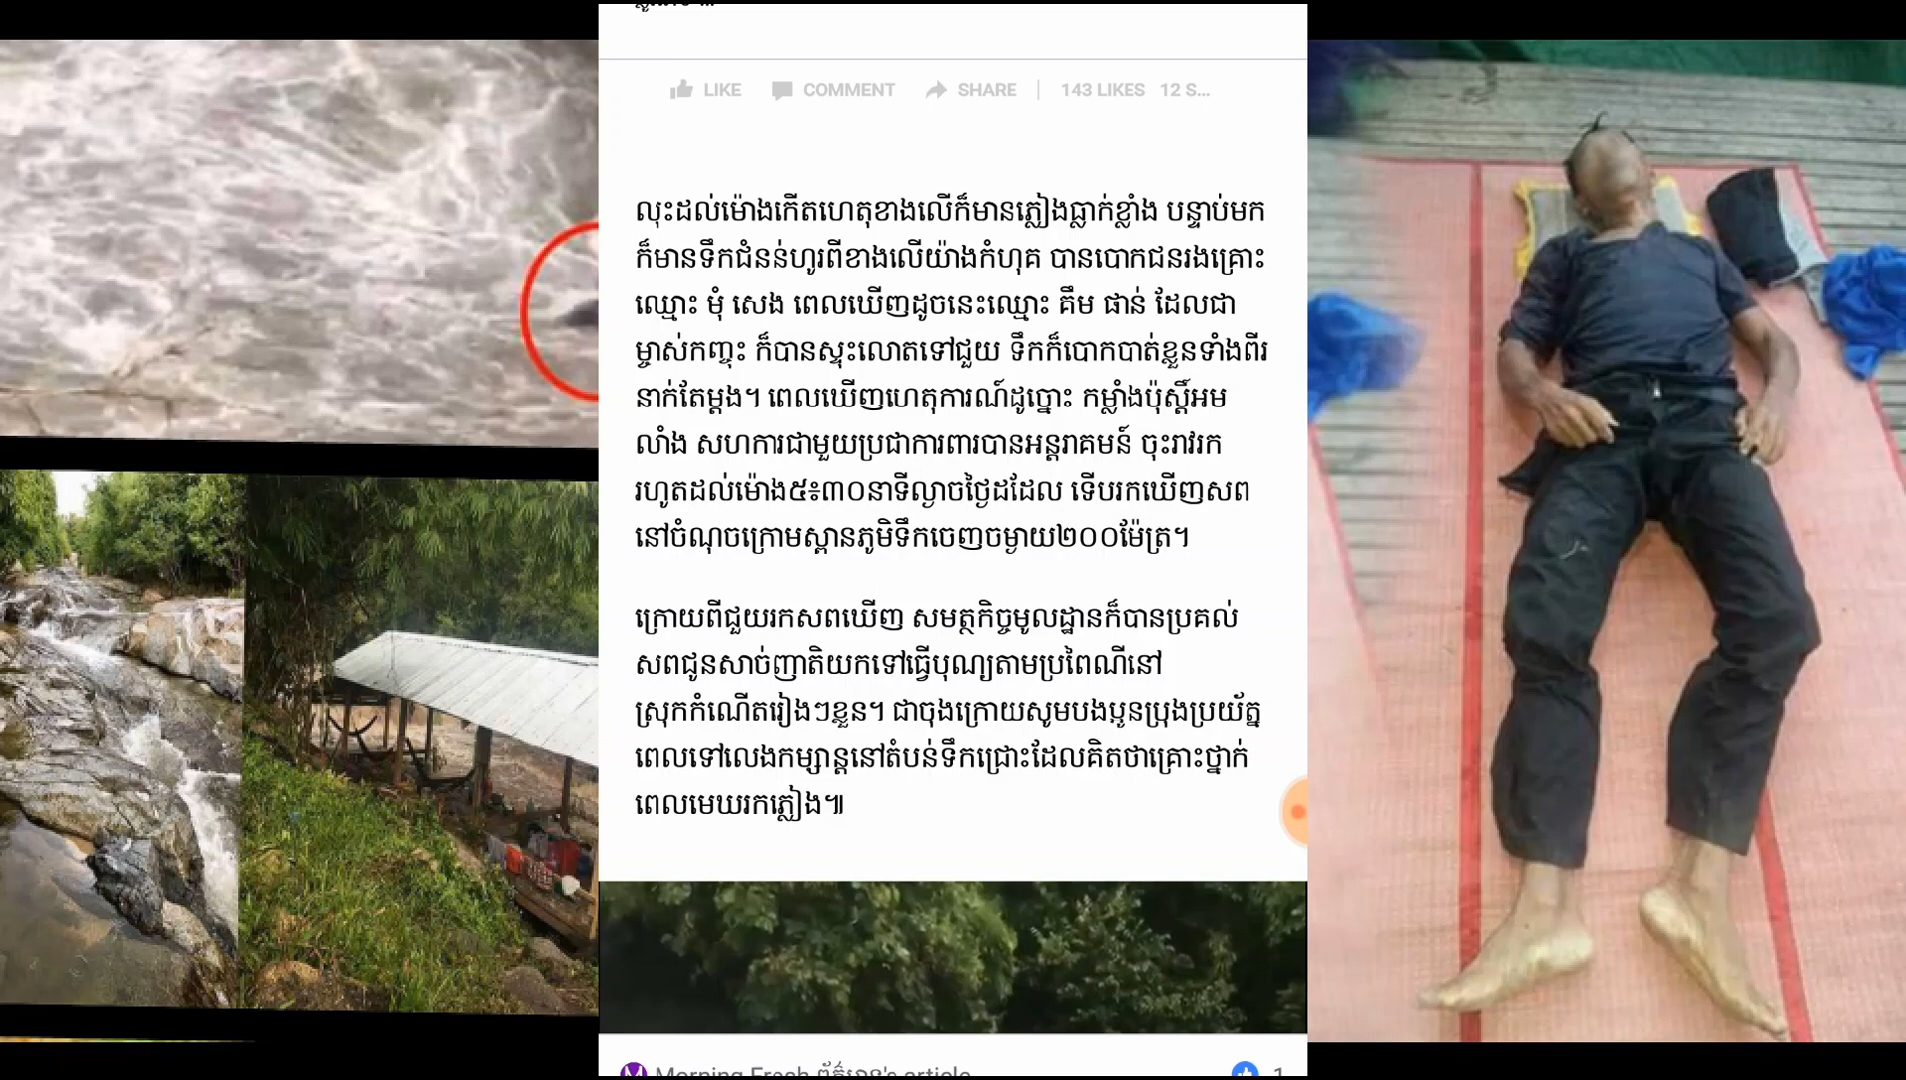 LIKE COMMENT SHARE 143 LIKES 12 S...
លុះដល់ម៉ោងកើតហេតុខាងលើក៏មានភ្លៀងធ្លាក់ខ្លាំង បន្ទាប់មក
ក៏មានទឹកជំនន់ហូរពីខាងលើយ៉ាងកំហុគ បានបោកជនរងគ្រោះ
ឈ្មោះ មុំ សេង ពេលឃើញដូចនេះឈ្មោះ គឹម ផាន់ ដែលជា
ម្ចាស់កញ្ចុះ ក៏បានស្ទុះលោតទៅជួយ ទឹកក៏បោកបាត់ខ្លួនទាំងពីរ
នាក់តែម្តង។ ពេលឃើញហេតុការណ៍ដូច្នោះ កម្លាំងប៉ុស្តិ៍អម
លាំង សហការជាមួយប្រជាការពារបានអន្តរាគមន៍ ចុះរាវរក
រហូតដល់ម៉ោង៥៖៣០នាទីល្ងាចថ្ងៃដដែល ទើបរកឃើញសព
នៅចំណុចក្រោមស្ពានភូមិទឹកចេញចម្ងាយ២០០ម៉ែត្រ។
ក្រោយពីជួយរកសពឃើញ សមត្ថកិច្ចមូលដ្ឋានក៏បានប្រគល់
សពជូនសាច់ញាតិយកទៅធ្វើបុណ្យតាមប្រពៃណីនៅ
ស្រុកកំណើតរៀងៗខ្លួន។ ជាចុងក្រោយសូមបងប្អូនប្រុងប្រយ័ត្ន
ពេលទៅលេងកម្សាន្តនៅតំបន់ទឹកជ្រោះដែលគិតថាគ្រោះថ្នាក់
ពេលមេឃរកភ្លៀង៕
Morning Fresh ព័ត៌មាន's article 1